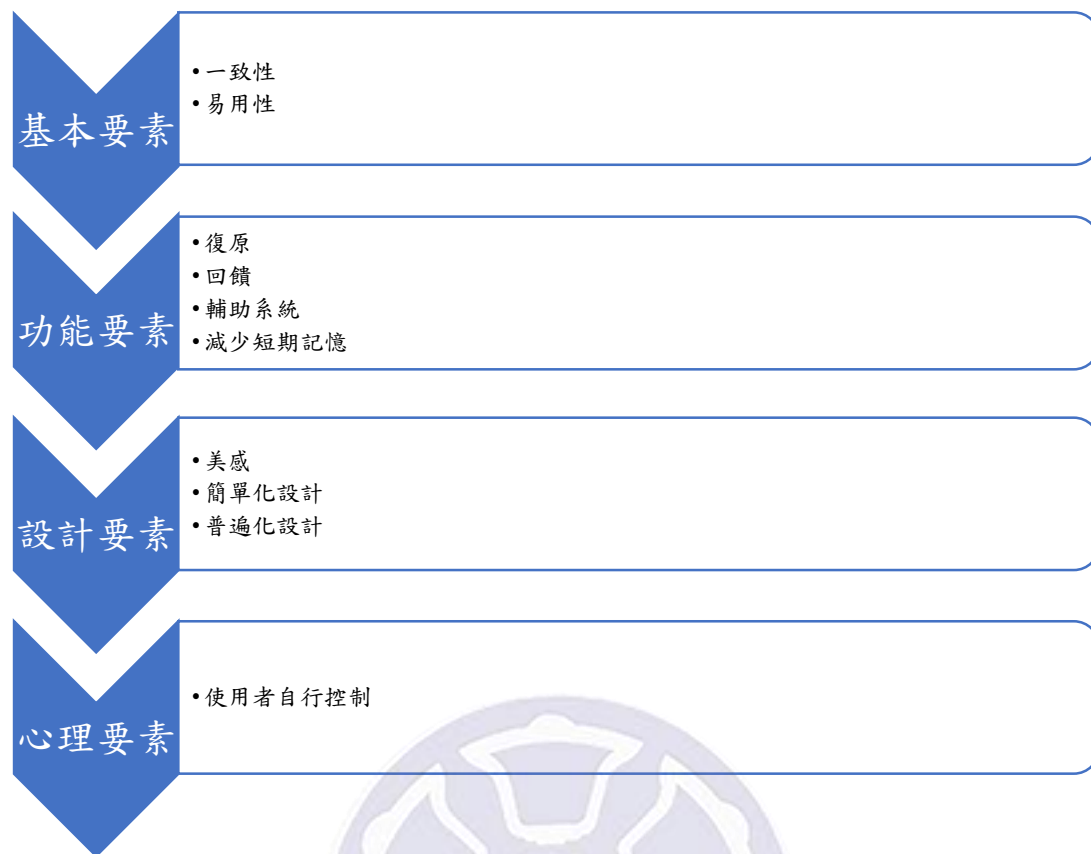 基本要素
•一致性
•易用性
功能要素
•復原
•回饋
•輔助系統
•減少短期記憶
設計要素
•美感
•簡單化設計
•普遍化設計
心理要素
•使用者自行控制